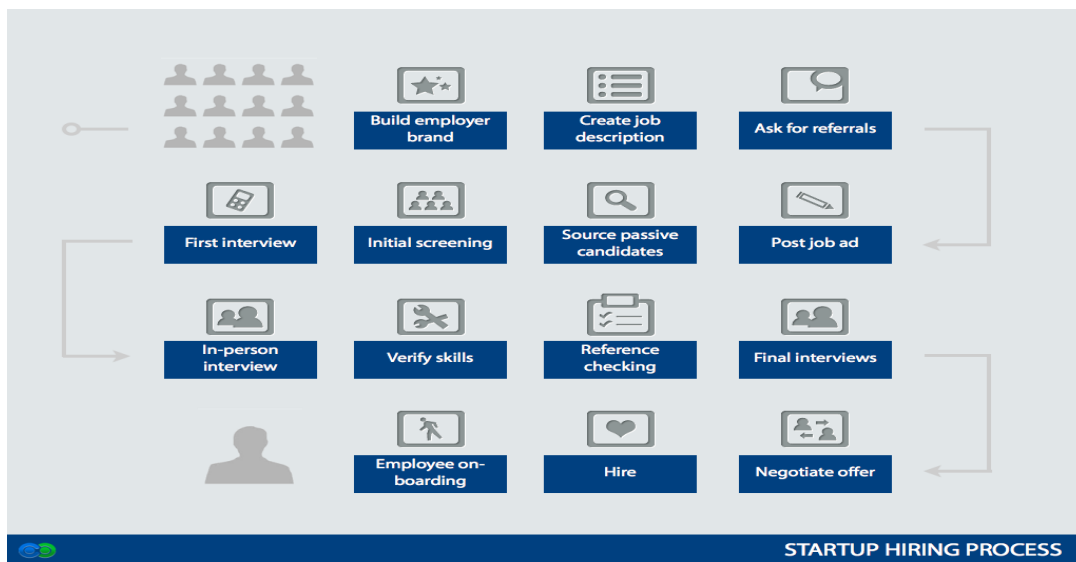 Build employer
brand
Create job
description
Ask for referrals
First interview
Initial screening
Source passive
candidates
Post job ad
In-person
interview
Verify skills
Reference
checking
Final interviews
Employee on-
boarding
Hire
Negotiate offer
STARTUP HIRING PROCESS